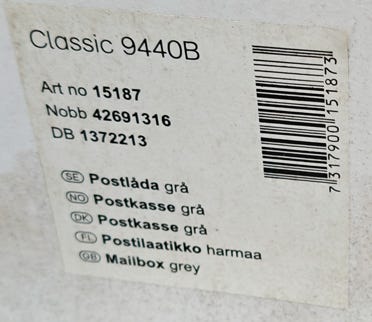 Classic 9440B
Art no 15187
Nobb 42691316
DB 1372213
SE Postlåda grå
NO Postkasse grå
DK Postkasse grå
FL Postilaatikko harmaa
GB Mailbox grey
7 317900 151873